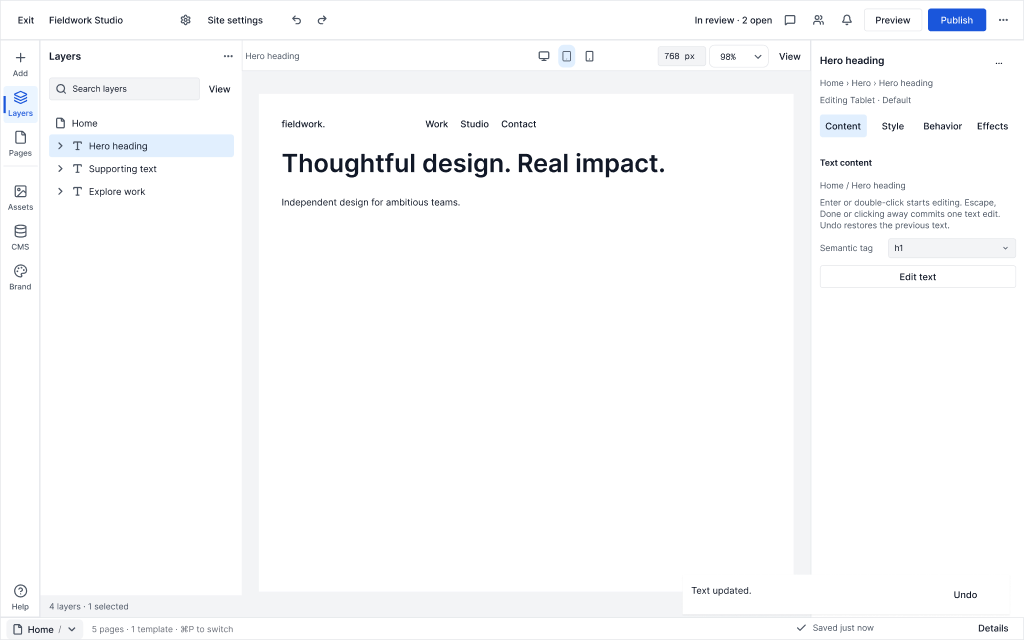 Exit
Fieldwork Studio
Site settings
In review · 2 open
Preview
Publish
Add
Layers
Pages
Assets
CMS
Brand
Help
Layers
Search layers
View
Home
Hero heading
Supporting text
Explore work
4 layers · 1 selected
Hero heading
768 px
98%
View
fieldwork.
Work
Studio
Contact
Thoughtful design. Real impact.
Independent design for ambitious teams.
Hero heading
Home › Hero › Hero heading
Editing Tablet · Default
Content
Style
Behavior
Effects
Text content
Home / Hero heading
Enter or double-click starts editing. Escape,
Done or clicking away commits one text edit.
Undo restores the previous text.
Semantic tag
h1
Edit text
Text updated.
Undo
Home /
5 pages · 1 template · ⌘P to switch
Saved just now
Details